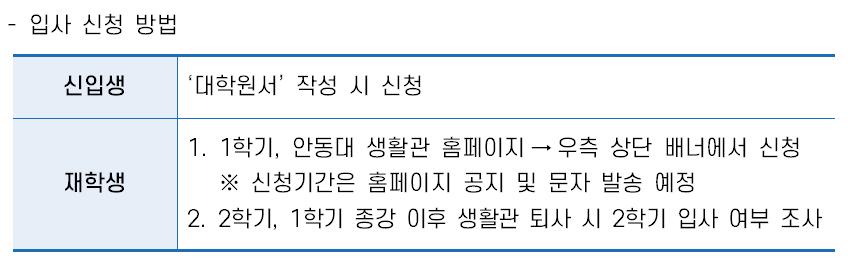 - 입사 신청 방법
신입생
‘대학원서’ 작성 시 신청
재학생
1. 1학기, 안동대 생활관 홈페이지 → 우측 상단 배너에서 신청
※ 신청기간은 홈페이지 공지 및 문자 발송 예정
2. 2학기, 1학기 종강 이후 생활관 퇴사 시 2학기 입사 여부 조사